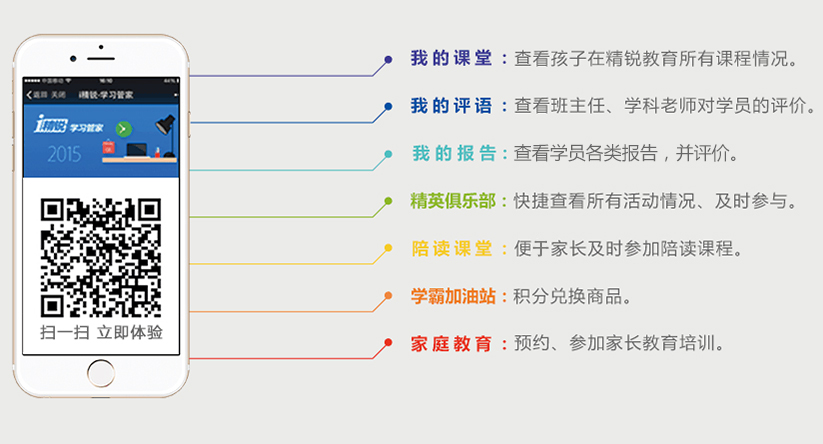 中国移动 16:10 44%
返回 关闭 i精锐-学习管家
i精锐 学习管家
2015
扫一扫 立即体验
我的课堂：查看孩子在精锐教育所有课程情况。
我的评语：查看班主任、学科老师对学员的评价。
我的报告：查看学员各类报告，并评价。
精英俱乐部：快捷查看所有活动情况、及时参与。
陪读课堂：便于家长及时参加陪读课程。
学霸加油站：积分兑换商品。
家庭教育：预约、参加家长教育培训。